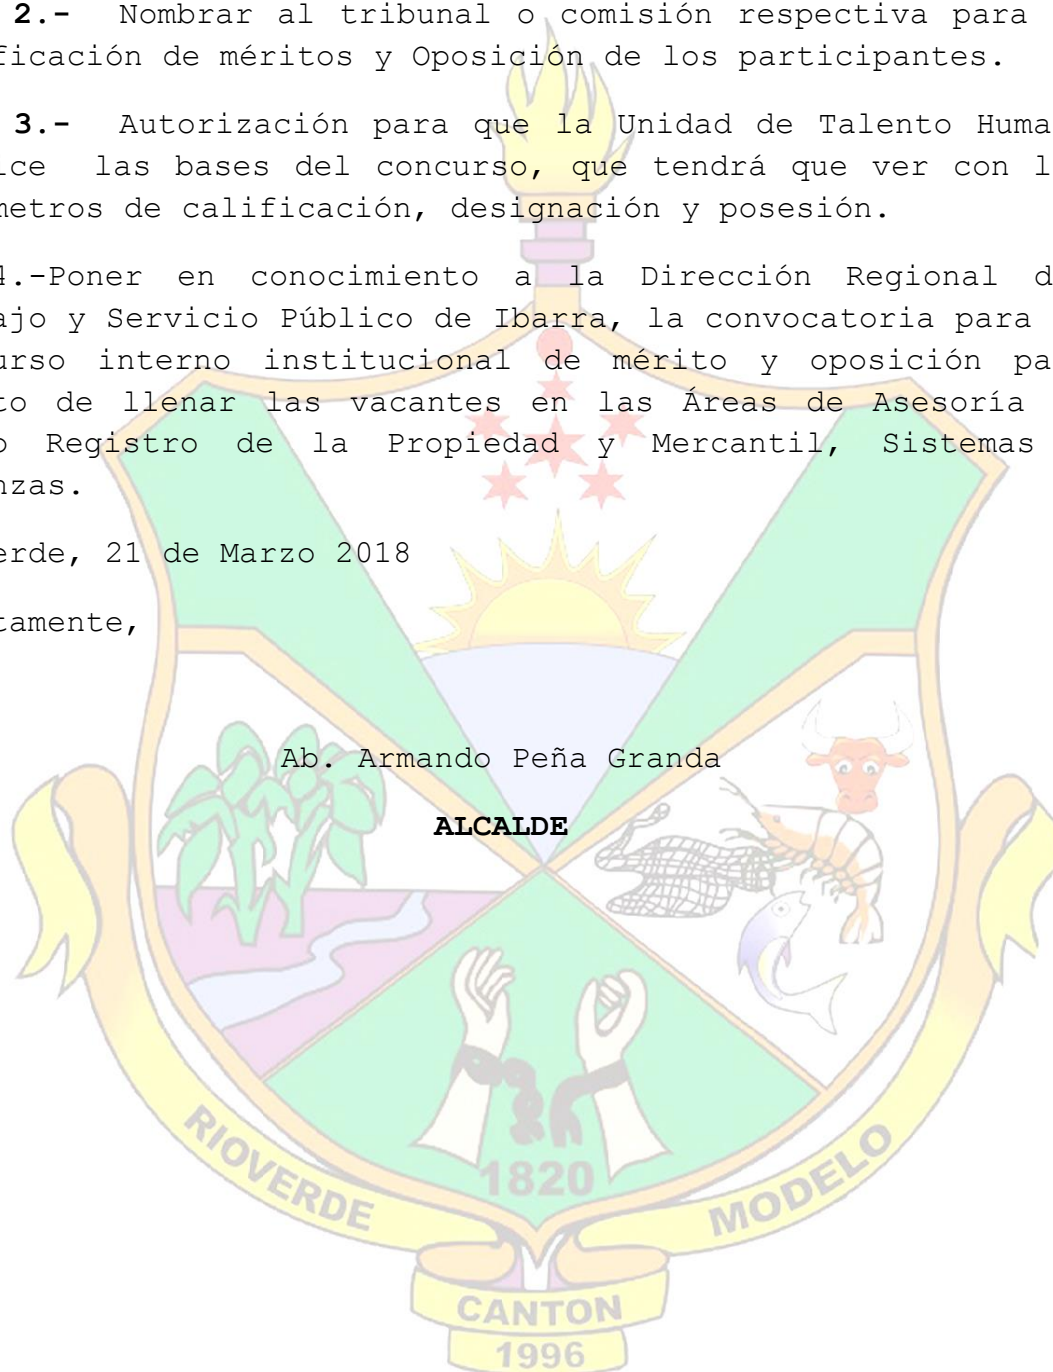 2.- Nombrar al tribunal o comisión respectiva para
ficación de méritos y Oposición de los participantes.
3.- Autorización para que la Unidad de Talento Huma
ice las bases del concurso, que tendrá que ver con l
metros de calificación, designación y posesión.
4.-Poner en conocimiento a la Dirección Regional d
ajo y Servicio Público de Ibarra, la convocatoria para
urso interno institucional de mérito y oposición pa
to de llenar las vacantes en las Áreas de Asesoría
o Registro de la Propiedad y Mercantil, Sistemas
nzas.
erde, 21 de Marzo 2018
tamente,
Ab. Armando Peña Granda
ALCALDE
1820
RIOVERDE MODELO
CANTON
1996